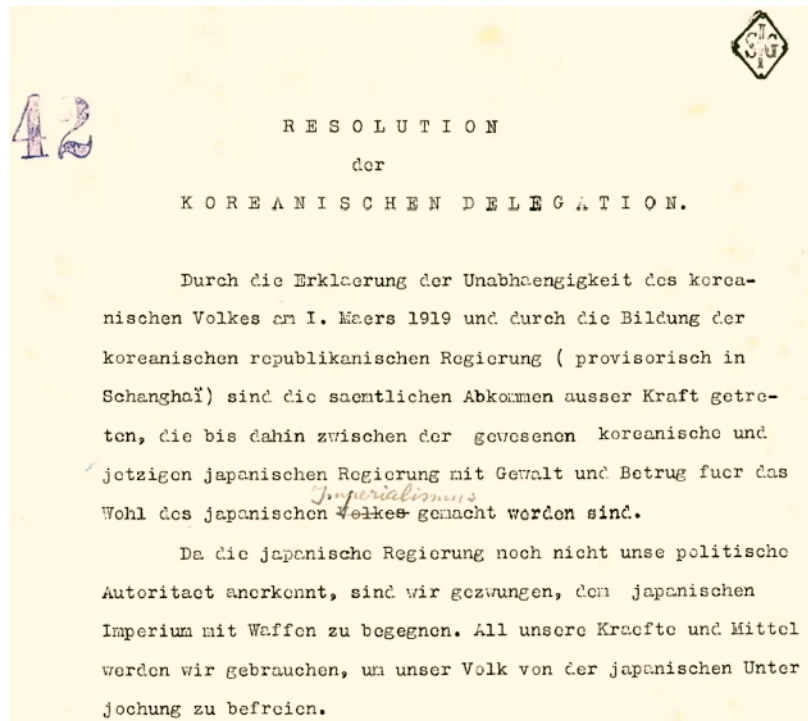 42
RESOLUTION
der
KOREANISCHEN DELEGATION.
Durch die Erklaerung der Unabhaengigkeit des korea-
nischen Volkes am I. Maers 1919 und durch die Bildung der
koreanischen republikanischen Regierung ( provisorisch in
Schanghaï) sind die saemtlichen Abkommen ausser Kraft getre-
ten, die bis dahin zwischen der gewesenen koreanische und
jetzigen japanischen Regierung mit Gewalt und Betrug fuer das
Imperialismus
Wohl des japanischen Volkes gemacht worden sind.
Da die japanische Regierung noch nicht unse politische
Autoritaet anerkennt, sind wir gezwungen, dem japanischen
Imperium mit Waffen zu begegnen. All unsere Kraefte und Mittel
werden wir gebrauchen, um unser Volk von der japanischen Unter
jochung zu befreien.